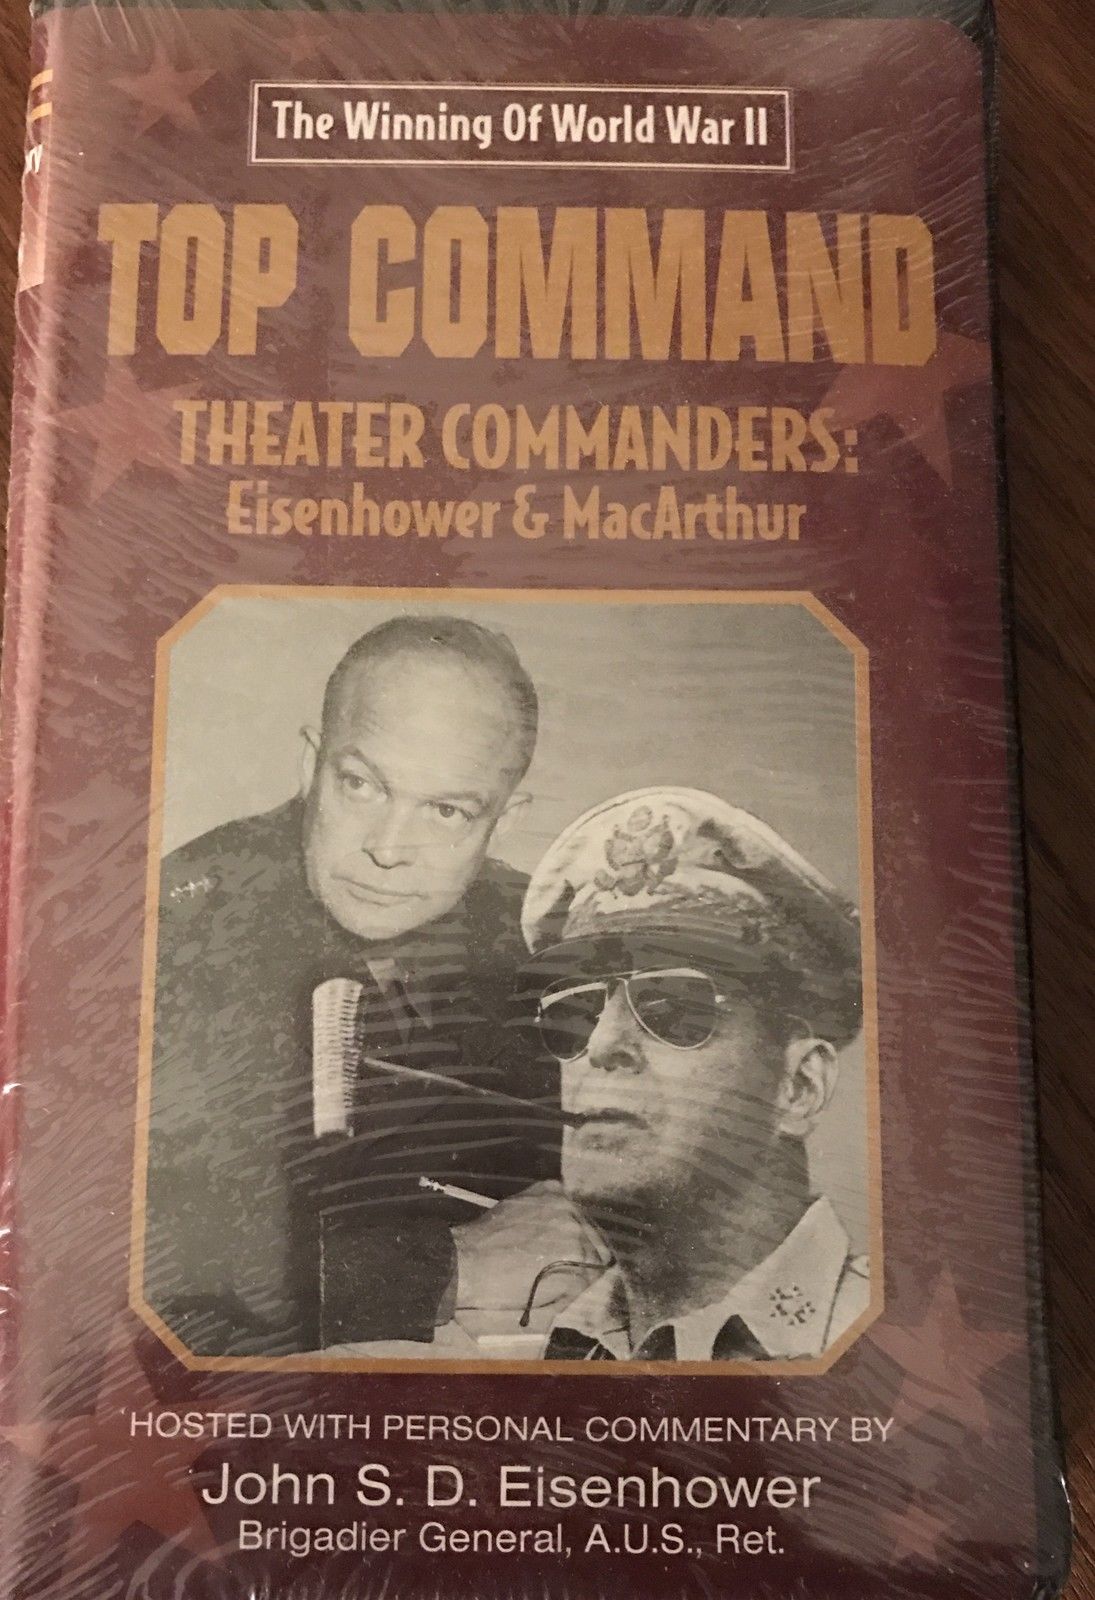 The Winning Of World War II
TOP COMMAND
THEATER COMMANDERS:
Eisenhower & MacArthur
HOSTED WITH PERSONAL COMMENTARY BY
John S. D. Eisenhower
Brigadier General, A.U.S., Ret.